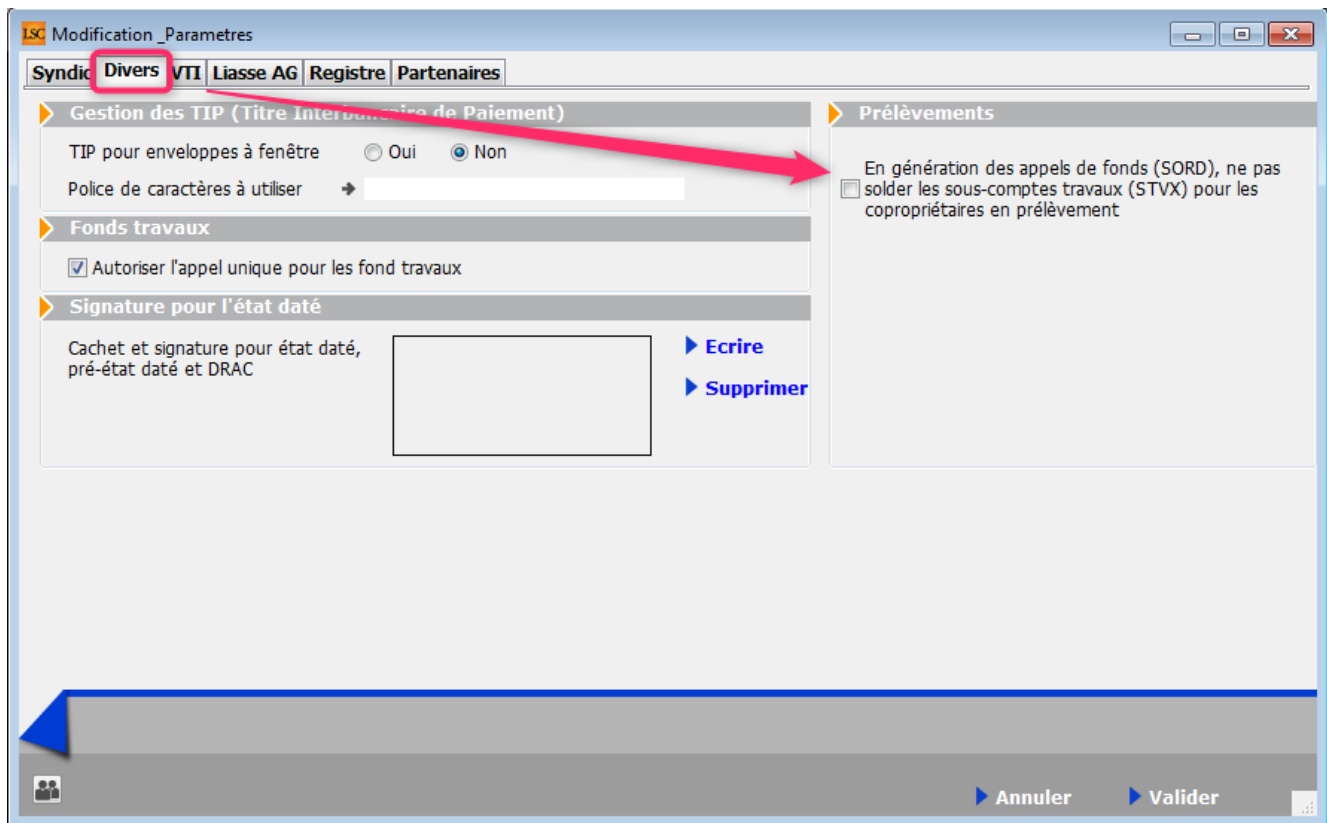 LSC Modification _Parametres
Syndic Divers VTI Liasse AG Registre Partenaires
Gestion des TIP (Titre Interbancaire de Paiement)
TIP pour enveloppes à fenêtre Oui Non
Police de caractères à utiliser
Fonds travaux
Autoriser l'appel unique pour les fond travaux
Signature pour l'état daté
Cachet et signature pour état daté,
pré-état daté et DRAC
Ecrire
Supprimer
Prélèvements
En génération des appels de fonds (SORD), ne pas
solder les sous-comptes travaux (STVX) pour les
copropriétaires en prélèvement
Annuler Valider